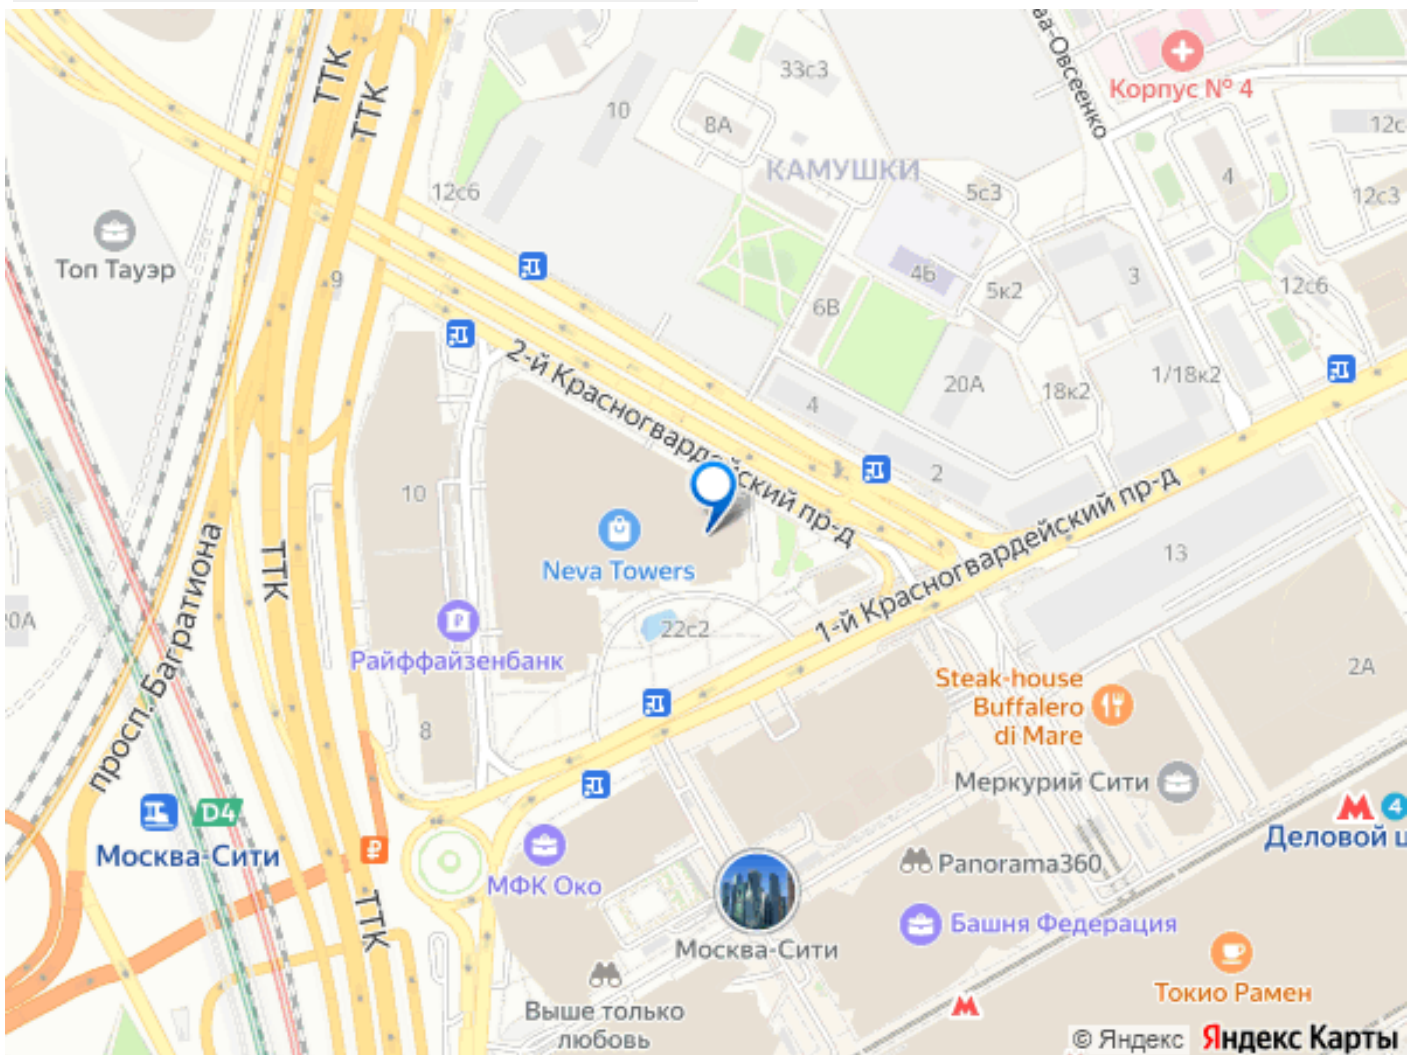 ТТК
ТТК
33с3
10
8А
КАМУШКИ
Корпус № 4
12с6
5с3
4
12с3
Топ Тауэр
9
4Б
5к2
3
12с6
6В
2-й Красногвардейский пр-д
4
20А
18к2
1/18к2
2
10
ТТК
Neva Towers
1-й Красногвардейский пр-д
13
просп. Багратиона
22с2
Райффайзенбанк
8
2А
Steak-house
Buffalero
di Mare
Меркурий Сити
D4
Москва-Сити
₽
МФК Око
Panorama360
4
ТТК
Москва-Сити
Башня Федерация
Выше только
любовь
Токио Рамен
© Яндекс Яндекс Карты